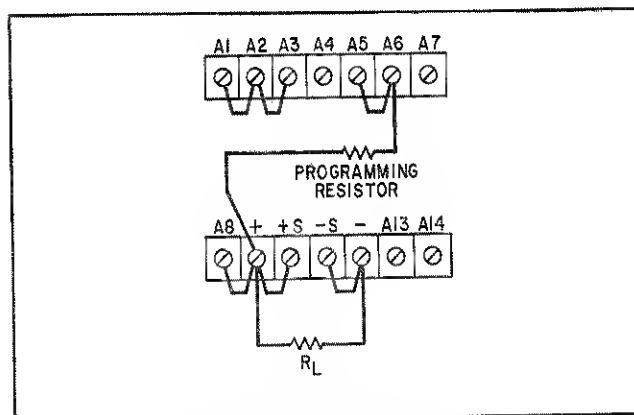 A1 A2 A3 A4 A5 A6 A7
PROGRAMMING
RESISTOR
A8 + +S -S - A13 A14
RL